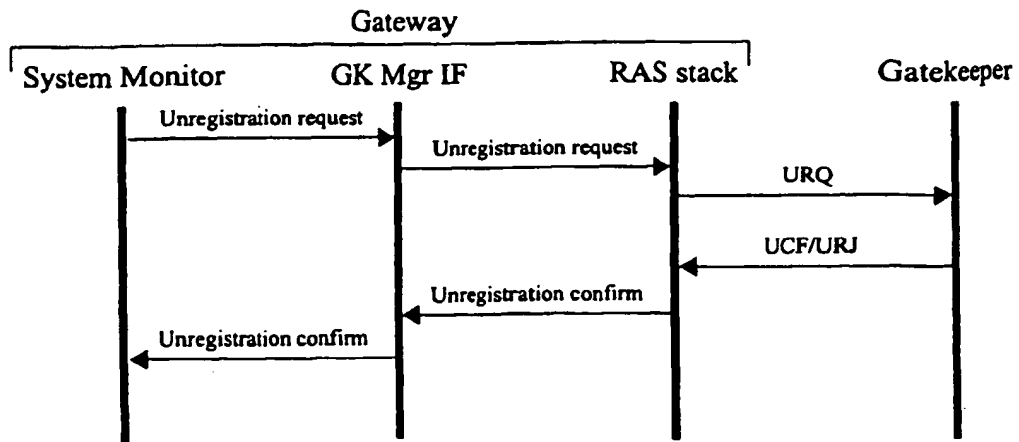 Gateway
System Monitor
GK Mgr IF
RAS stack
Gatekeeper
Unregistration request
Unregistration request
URQ
UCF/URJ
Unregistration confirm
Unregistration confirm